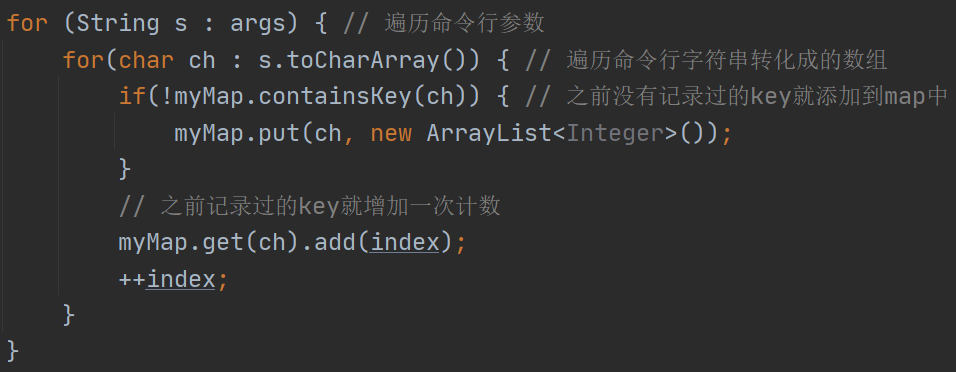 for (String s : args) { // 遍历命令行参数
    for(char ch : s.toCharArray()) { // 遍历命令行字符串转化成的数组
        if(!myMap.containsKey(ch)) { // 之前没有记录过的key就添加到map中
            myMap.put(ch, new ArrayList<Integer>());
        }
        // 之前记录过的key就增加一次计数
        myMap.get(ch).add(index);
        ++index;
    }
}